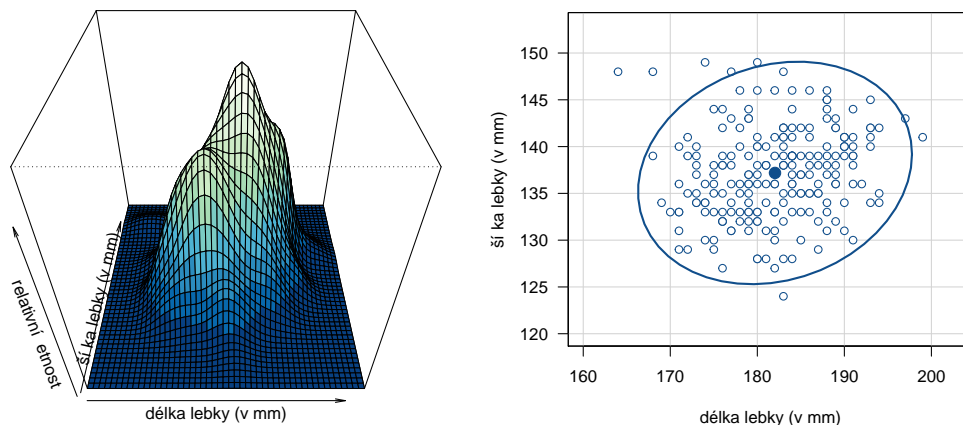 relativní etnost
ší ka lebky (v mm)
délka lebky (v mm)
150
145
140
135
130
125
120
ší ka lebky (v mm)
160
170
180
190
200
délka lebky (v mm)